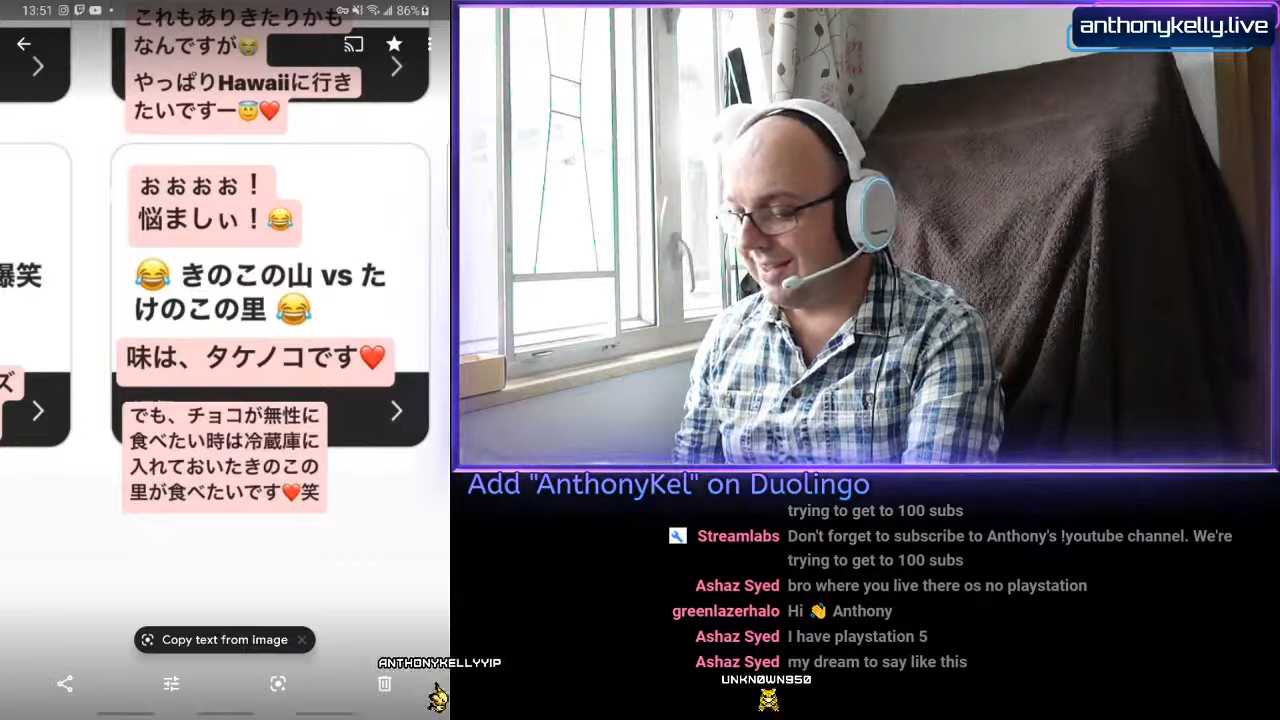 13:51
86%
これもありきたりかも
なんですが😭
やっぱりHawaiiに行き
たいですー😇❤️
ぉぉぉぉ！
悩ましぃ！😂
爆笑
😂 きのこの山 vs た
けのこの里 😂
味は、タケノコです❤️
ズ
でも、チョコが無性に
食べたい時は冷蔵庫に
入れておいたきのこの
里が食べたいです❤️笑
Copy text from image
ANTHONYKELLYYIP
anthonykelly.live
Add "AnthonyKel" on Duolingo
trying to get to 100 subs
Streamlabs Don't forget to subscribe to Anthony's !youtube channel. We're
trying to get to 100 subs
Ashaz Syed bro where you live there os no playstation
greenlazerhalo Hi 👋 Anthony
Ashaz Syed I have playstation 5
Ashaz Syed my dream to say like this
UNKN0WN950